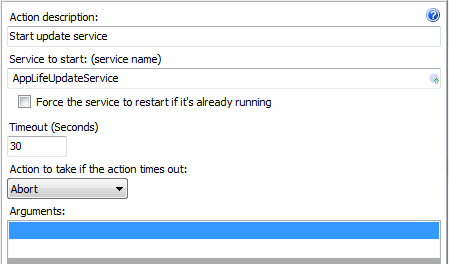 Action description:
Start update service
Service to start: (service name)
AppLifeUpdateService
Force the service to restart if it's already running
Timeout (Seconds)
30
Action to take if the action times out:
Abort
Arguments: